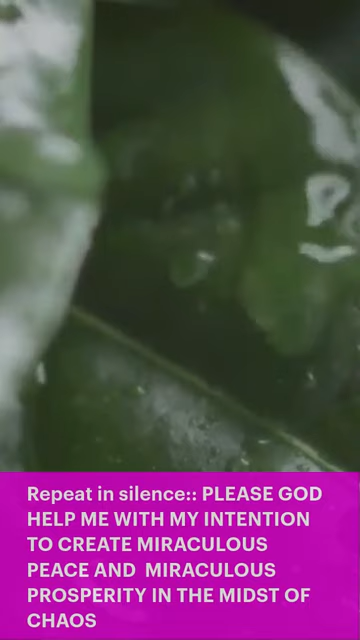 Repeat in silence:: PLEASE GOD
HELP ME WITH MY INTENTION
TO CREATE MIRACULOUS
PEACE AND  MIRACULOUS
PROSPERITY IN THE MIDST OF
CHAOS